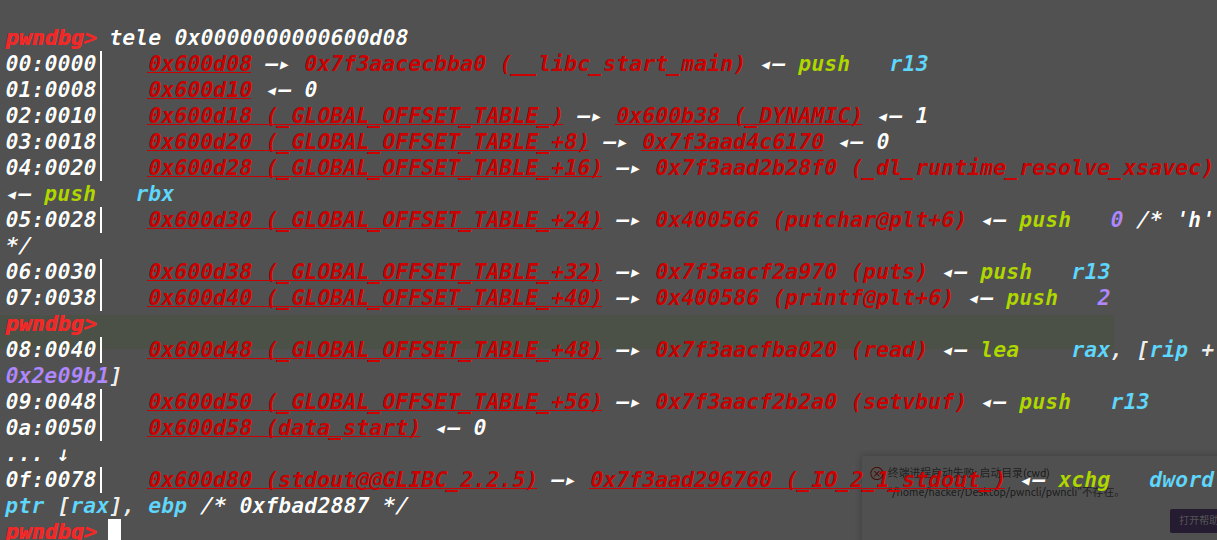 pwndbg> tele 0x0000000000600d08
00:0000│ 0x600d08 —▸ 0x7f3aacecbba0 (__libc_start_main) ◂— push r13
01:0008│ 0x600d10 ◂— 0
02:0010│ 0x600d18 (_GLOBAL_OFFSET_TABLE_) —▸ 0x600b38 (_DYNAMIC) ◂— 1
03:0018│ 0x600d20 (_GLOBAL_OFFSET_TABLE_+8) —▸ 0x7f3aad4c6170 ◂— 0
04:0020│ 0x600d28 (_GLOBAL_OFFSET_TABLE_+16) —▸ 0x7f3aad2b28f0 (_dl_runtime_resolve_xsavec)
◂— push rbx
05:0028│ 0x600d30 (_GLOBAL_OFFSET_TABLE_+24) —▸ 0x400566 (putchar@plt+6) ◂— push 0 /* 'h'
*/
06:0030│ 0x600d38 (_GLOBAL_OFFSET_TABLE_+32) —▸ 0x7f3aacf2a970 (puts) ◂— push r13
07:0038│ 0x600d40 (_GLOBAL_OFFSET_TABLE_+40) —▸ 0x400586 (printf@plt+6) ◂— push 2
pwndbg>
08:0040│ 0x600d48 (_GLOBAL_OFFSET_TABLE_+48) —▸ 0x7f3aacfba020 (read) ◂— lea rax, [rip +
0x2e09b1]
09:0048│ 0x600d50 (_GLOBAL_OFFSET_TABLE_+56) —▸ 0x7f3aacf2b2a0 (setvbuf) ◂— push r13
0a:0050│ 0x600d58 (data_start) ◂— 0
... ↓
0f:0078│ 0x600d80 (stdout@@GLIBC_2.2.5) —▸ 0x7f3aad296760 (_IO_2_1_stdout_) ◂— xchg dword
ptr [rax], ebp /* 0xfbad2887 */
pwndbg>
终端进程启动失败: 启动目录(cwd)
"/home/hacker/Desktop/pwncli/pwncli"不存在。
打开帮助